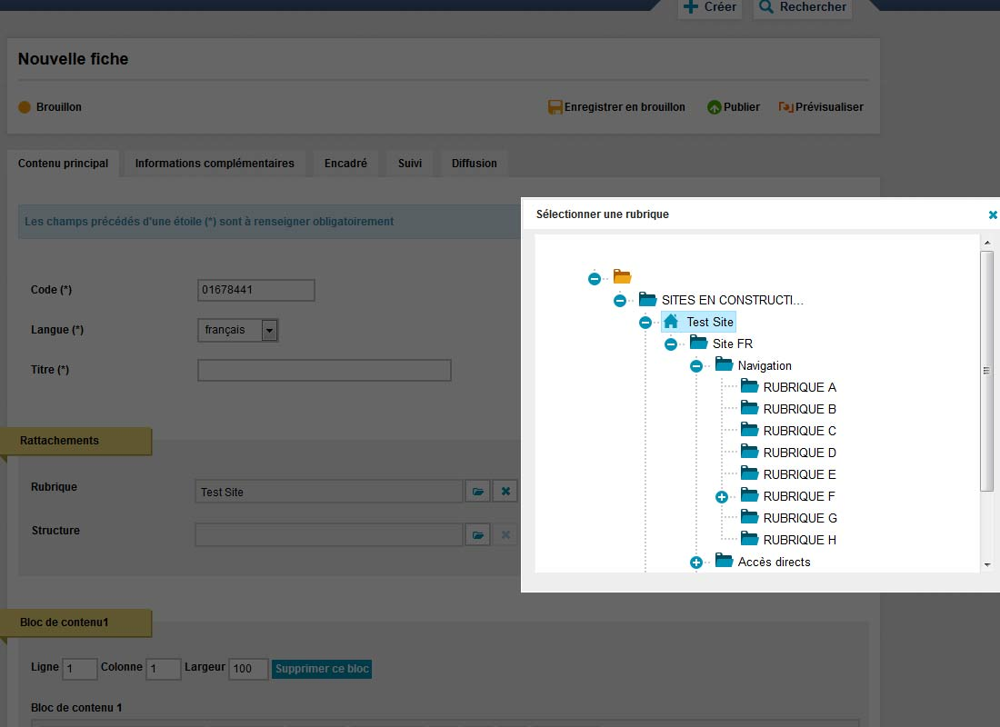 Créer Rechercher
Nouvelle fiche
Brouillon Enregistrer en brouillon Publier Prévisualiser
Contenu principal Informations complémentaires Encadré Suivi Diffusion
Les champs précédés d'une étoile (*) sont à renseigner obligatoirement
Code (*) 01678441
Langue (*) français
Titre (*)
Rattachements
Rubrique Test Site
Structure
Bloc de contenu1
Ligne 1 Colonne 1 Largeur 100 Supprimer ce bloc
Bloc de contenu 1
Sélectionner une rubrique
SITES EN CONSTRUCTI...
Test Site
Site FR
Navigation
RUBRIQUE A
RUBRIQUE B
RUBRIQUE C
RUBRIQUE D
RUBRIQUE E
RUBRIQUE F
RUBRIQUE G
RUBRIQUE H
Accès directs